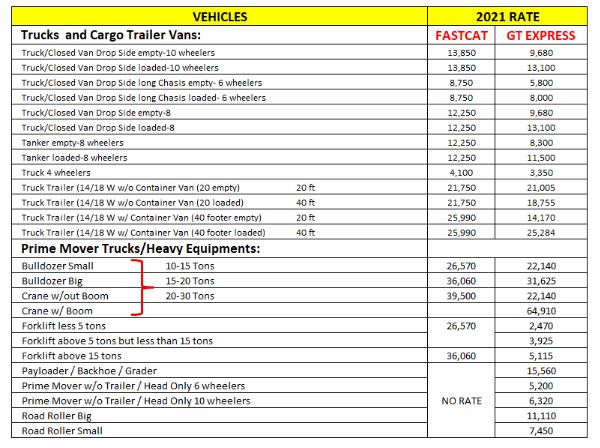 VEHICLES 2021 RATE
Trucks and Cargo Trailer Vans: FASTCAT GT EXPRESS
Truck/Closed Van Drop Side empty-10 wheelers 13,850 9,680
Truck/Closed Van Drop Side loaded-10 wheelers 13,850 13,100
Truck/Closed Van Drop Side long Chasis empty- 6 wheelers 8,750 5,800
Truck/Closed Van Drop Side long Chasis loaded- 6 wheelers 8,750 8,000
Truck/Closed Van Drop Side empty-8 12,250 9,680
Truck/Closed Van Drop Side loaded-8 12,250 13,100
Tanker empty-8 wheelers 12,250 8,300
Tanker loaded-8 wheelers 12,250 11,500
Truck 4 wheelers 4,100 3,350
Truck Trailer (14/18 W w/o Container Van (20 empty) 20 ft 21,750 21,005
Truck Trailer (14/18 W w/o Container Van (20 loaded) 40 ft 21,750 18,755
Truck Trailer (14/18 W w/ Container Van (40 footer empty) 20 ft 25,990 14,170
Truck Trailer (14/18 W w/ Container Van (40 footer loaded) 40 ft 25,990 25,284
Prime Mover Trucks/Heavy Equipments:
Bulldozer Small 10-15 Tons 26,570 22,140
Bulldozer Big 15-20 Tons 36,060 31,625
Crane w/out Boom 20-30 Tons 39,500 22,140
Crane w/ Boom 64,910
Forklift less 5 tons 26,570 2,470
Forklift above 5 tons but less than 15 tons 3,925
Forklift above 15 tons 36,060 5,115
Payloader / Backhoe / Grader 15,560
Prime Mover w/o Trailer / Head Only 6 wheelers 5,200
Prime Mover w/o Trailer / Head Only 10 wheelers NO RATE 6,320
Road Roller Big 11,110
Road Roller Small 7,450